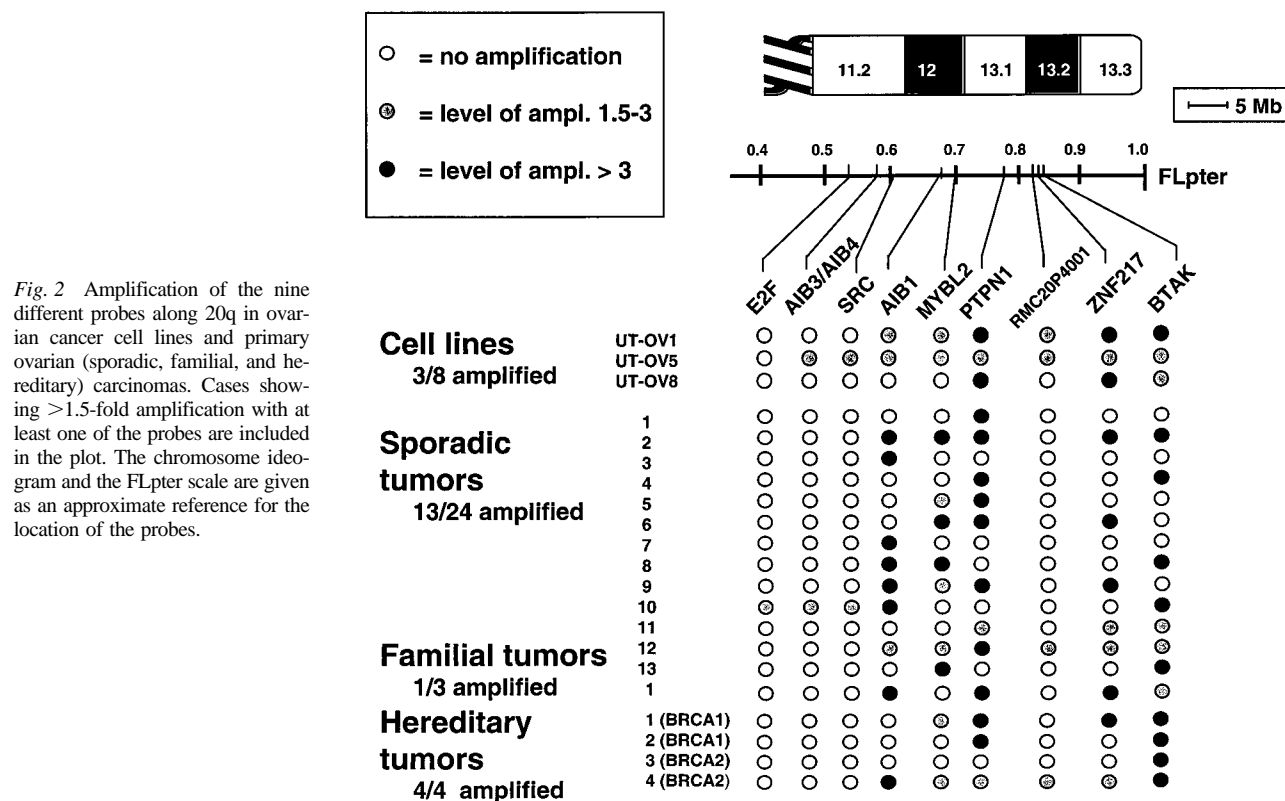 Fig. 2 Amplification of the nine
different probes along 20q in ovar-
ian cancer cell lines and primary
ovarian (sporadic, familial, and he-
reditary) carcinomas. Cases show-
ing >1.5-fold amplification with at
least one of the probes are included
in the plot. The chromosome ideo-
gram and the FLpter scale are given
as an approximate reference for the
location of the probes.
= no amplification
= level of ampl. 1.5-3
= level of ampl. > 3
11.2 12 13.1 13.2 13.3
5 Mb
0.4 0.5 0.6 0.7 0.8 0.9 1.0
FLpter
E2F
AIB3/AIB4
SRC
AIB1
MYBL2
PTPN1
RMC20P4001
ZNF217
BTAK
Cell lines
3/8 amplified
UT-OV1
UT-OV5
UT-OV8
Sporadic
tumors
13/24 amplified
1
2
3
4
5
6
7
8
9
10
11
12
13
Familial tumors
1/3 amplified
1
Hereditary
tumors
4/4 amplified
1 (BRCA1)
2 (BRCA1)
3 (BRCA2)
4 (BRCA2)